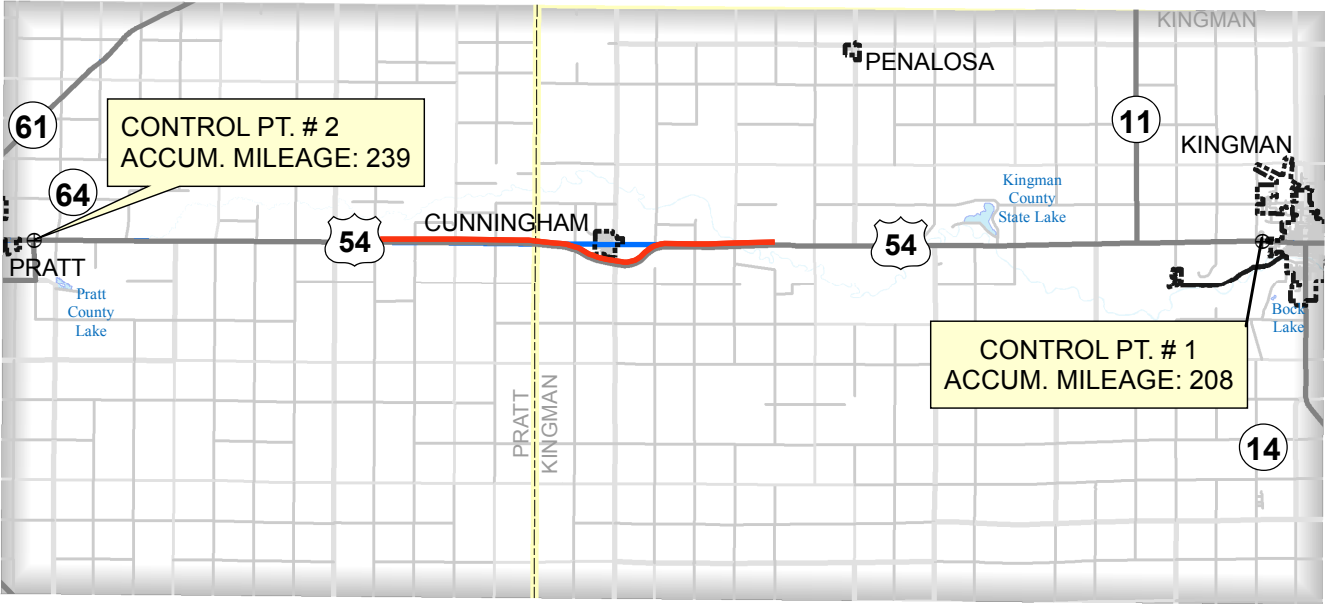 KINGMAN
PENALOSA
61
CONTROL PT. # 2
ACCUM. MILEAGE: 239
11
KINGMAN
64
Kingman
County
State Lake
CUNNINGHAM
54
54
PRATT
Pratt
County
Lake
Bock
Lake
CONTROL PT. # 1
ACCUM. MILEAGE: 208
PRATT
KINGMAN
14